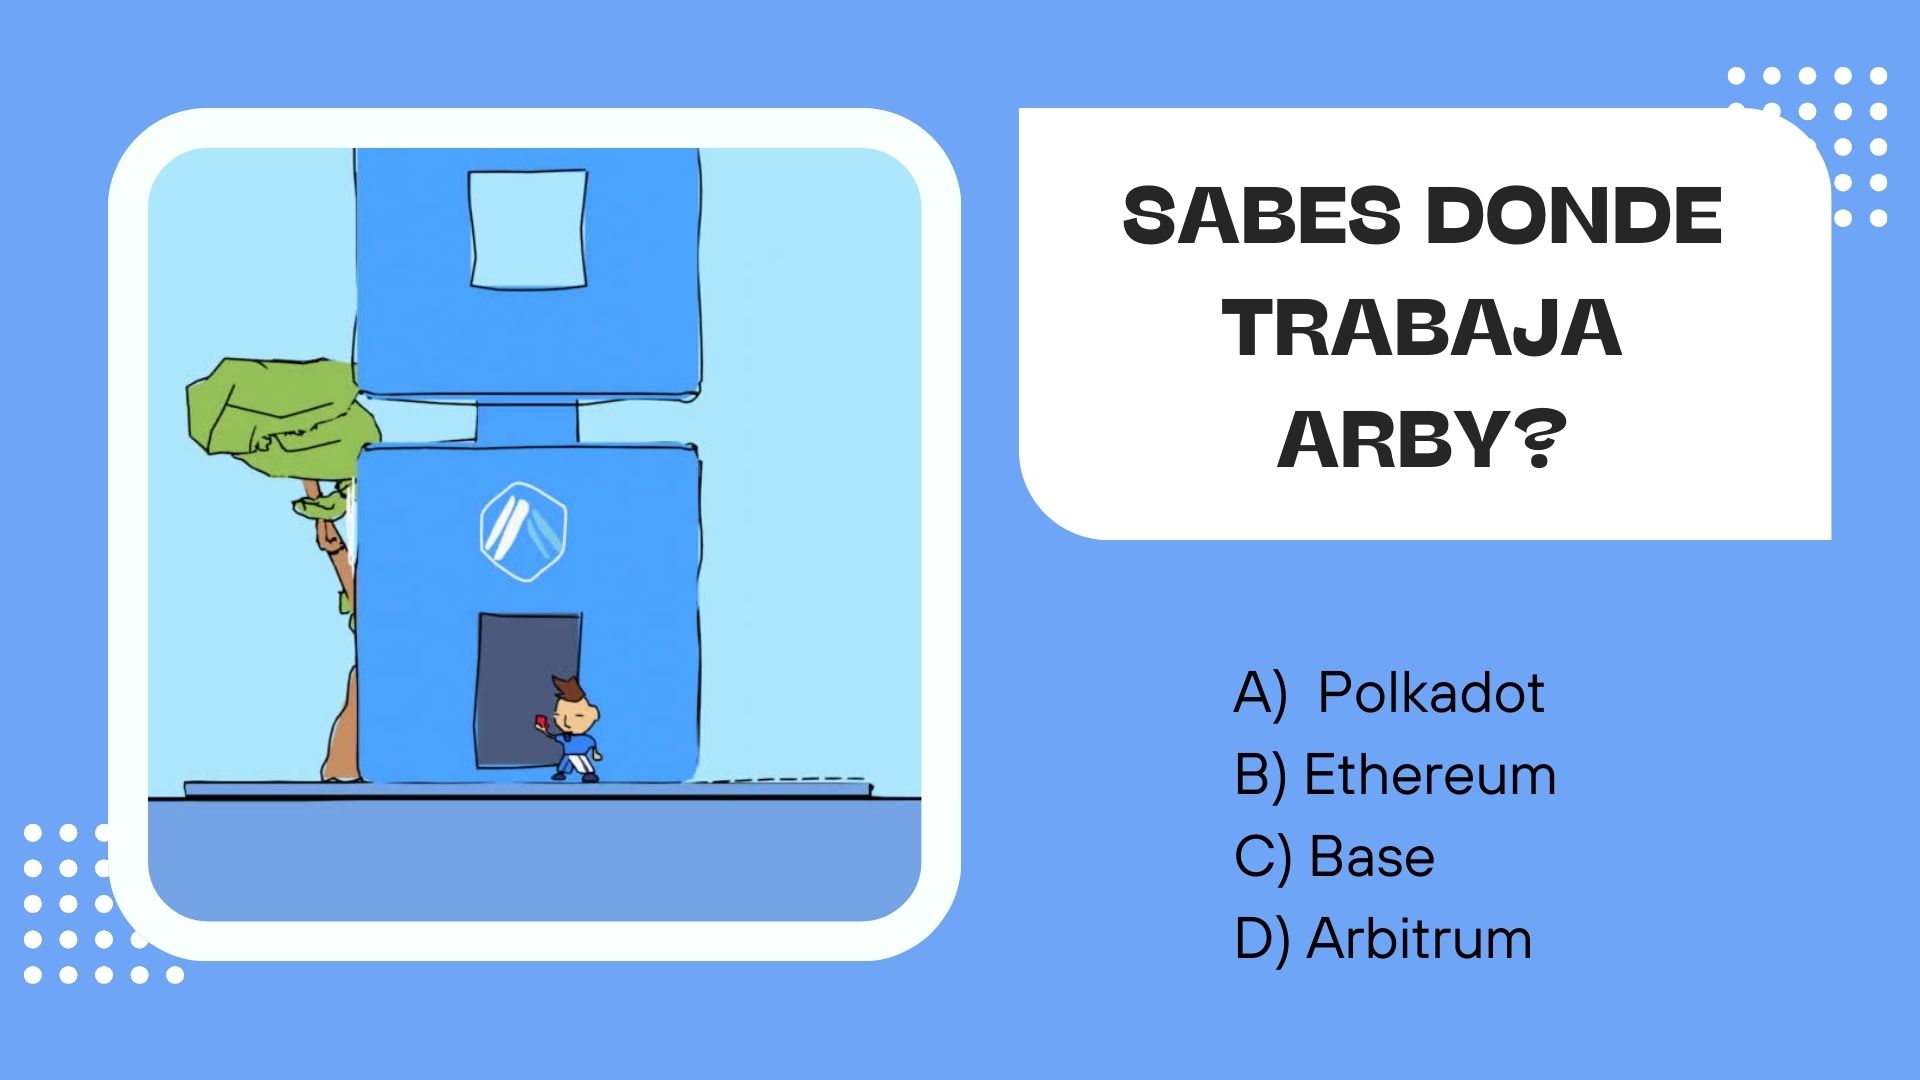 SABES DONDE
TRABAJA
ARBY?
A) Polkadot
B) Ethereum
C) Base
D) Arbitrum